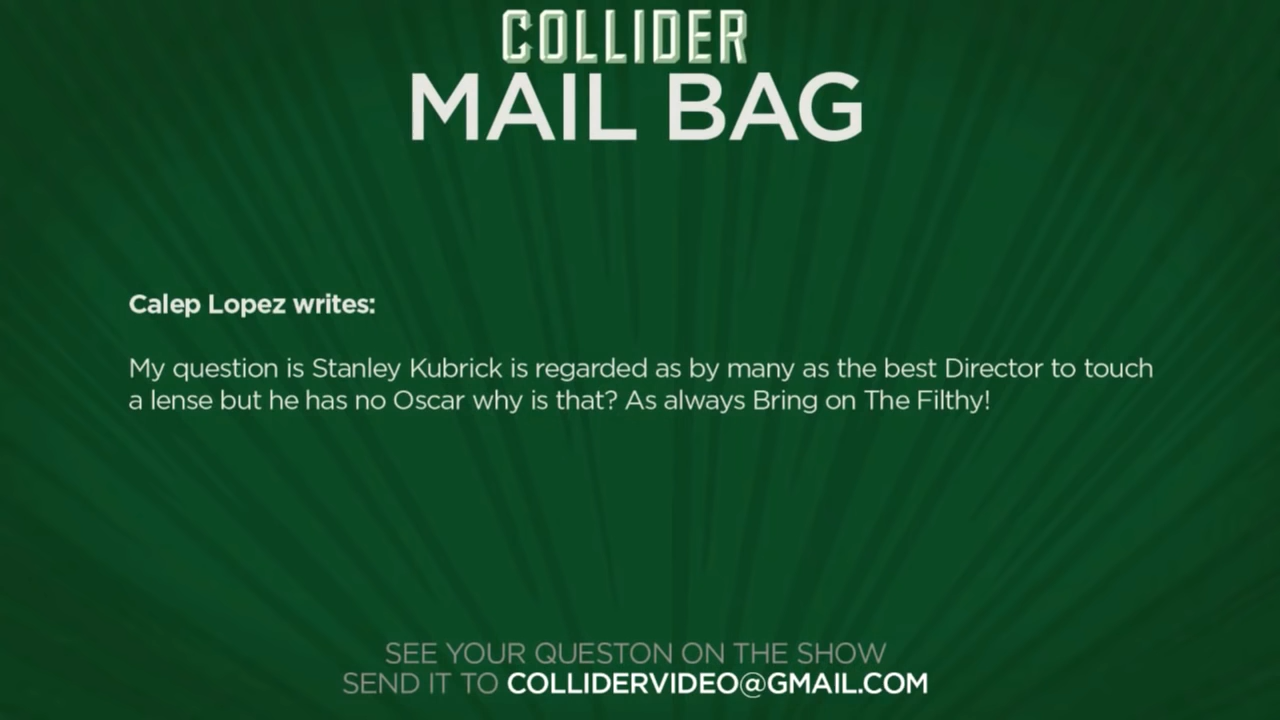 COLLIDER
MAIL BAG
Calep Lopez writes:
My question is Stanley Kubrick is regarded as by many as the best Director to touch
a lense but he has no Oscar why is that? As always Bring on The Filthy!
SEE YOUR QUESTON ON THE SHOW
SEND IT TO COLLIDERVIDEO@GMAIL.COM